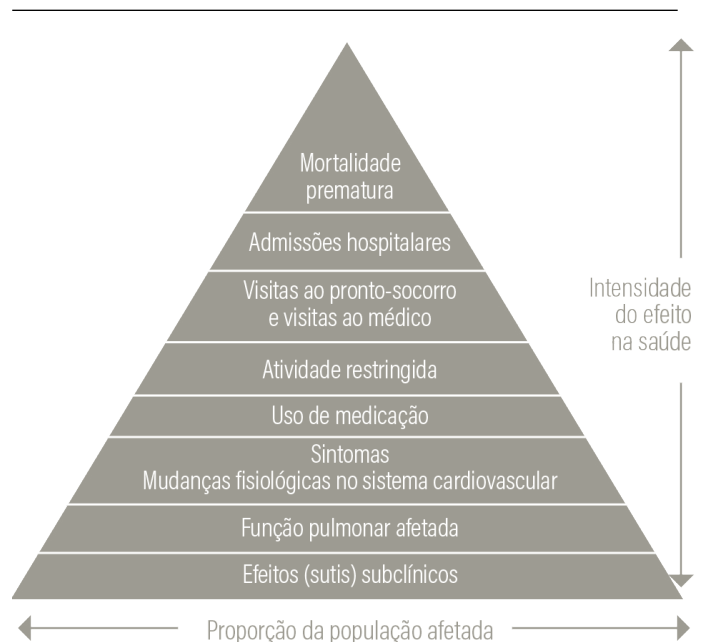 Mortalidade
prematura
Admissões hospitalares
Visitas ao pronto-socorro
e visitas ao médico
Atividade restringida
Uso de medicação
Sintomas
Mudanças fisiológicas no sistema cardiovascular
Função pulmonar afetada
Efeitos (sutis) subclínicos
Intensidade
do efeito
na saúde
Proporção da população afetada